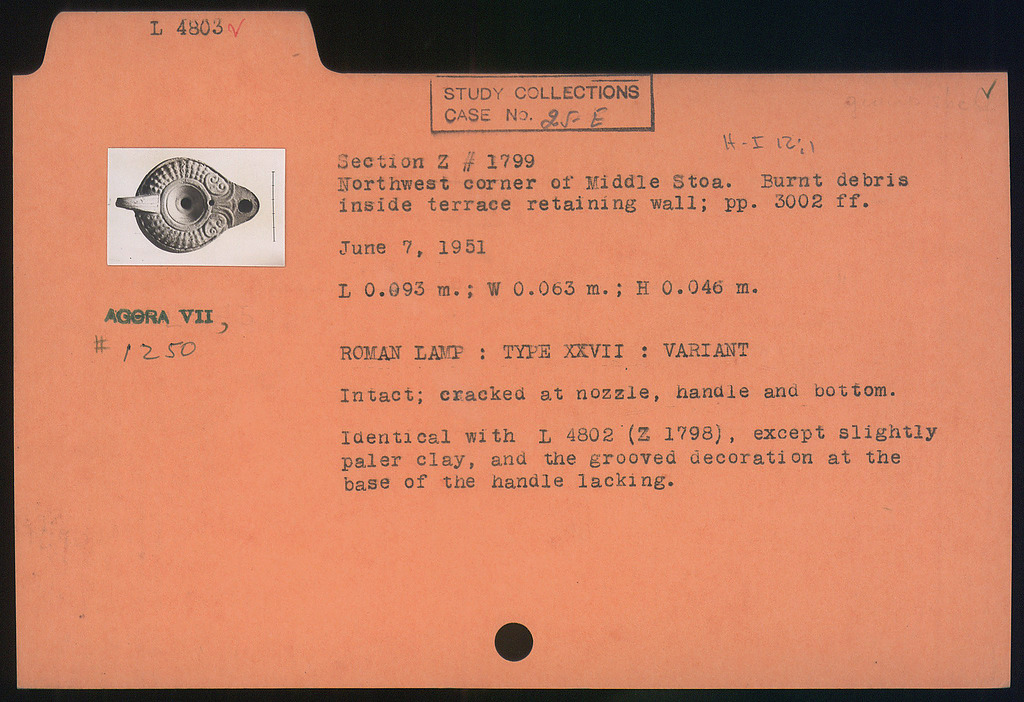 L 4803 ✓
STUDY COLLECTIONS
CASE No. 25-E
✓
H-I 12;,
Section Z # 1799
Northwest corner of Middle Stoa. Burnt debris
inside terrace retaining wall; pp. 3002 ff.
June 7, 1951
L 0.093 m.; W 0.063 m.; H 0.046 m.
AGORA VII,
# 1250
ROMAN LAMP : TYPE XXVII : VARIANT
Intact; cracked at nozzle, handle and bottom.
Identical with L 4802 (Z 1798), except slightly
paler clay, and the grooved decoration at the
base of the handle lacking.